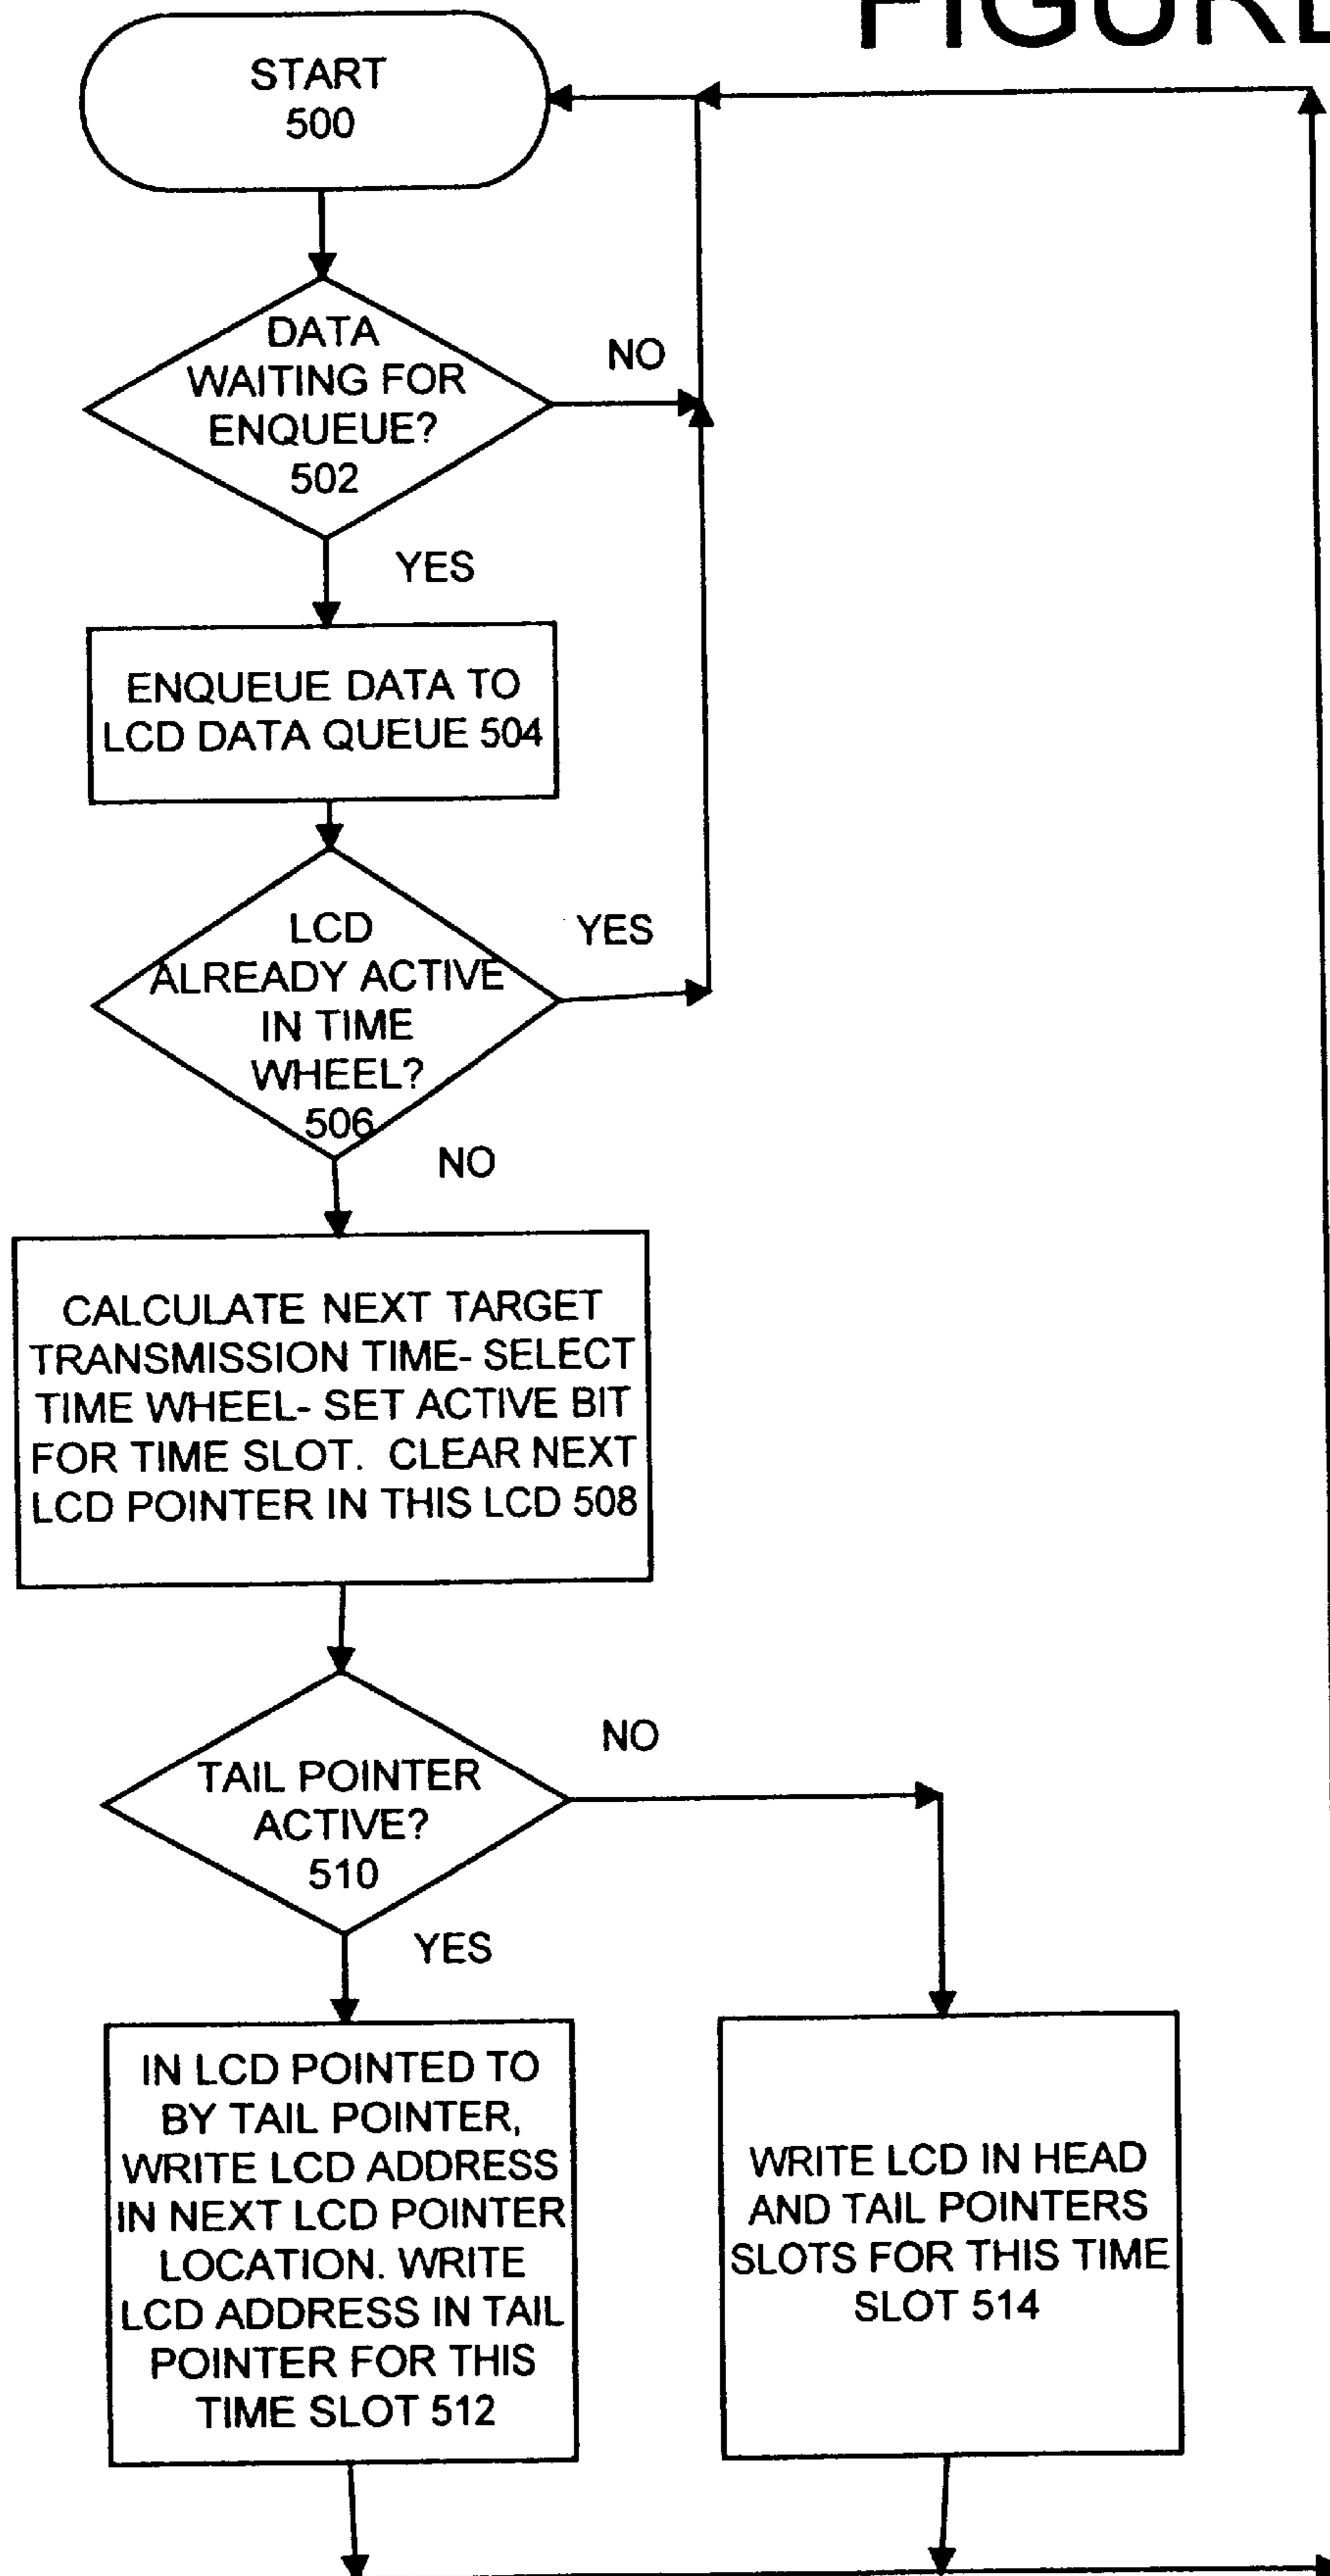 FIGURE
START
500
DATA
WAITING FOR
ENQUEUE?
502
NO
YES
ENQUEUE DATA TO
LCD DATA QUEUE 504
LCD
ALREADY ACTIVE
IN TIME
WHEEL?
506
YES
NO
CALCULATE NEXT TARGET
TRANSMISSION TIME- SELECT
TIME WHEEL- SET ACTIVE BIT
FOR TIME SLOT. CLEAR NEXT
LCD POINTER IN THIS LCD 508
TAIL POINTER
ACTIVE?
510
NO
YES
IN LCD POINTED TO
BY TAIL POINTER,
WRITE LCD ADDRESS
IN NEXT LCD POINTER
LOCATION. WRITE
LCD ADDRESS IN TAIL
POINTER FOR THIS
TIME SLOT 512
WRITE LCD IN HEAD
AND TAIL POINTERS
SLOTS FOR THIS TIME
SLOT 514